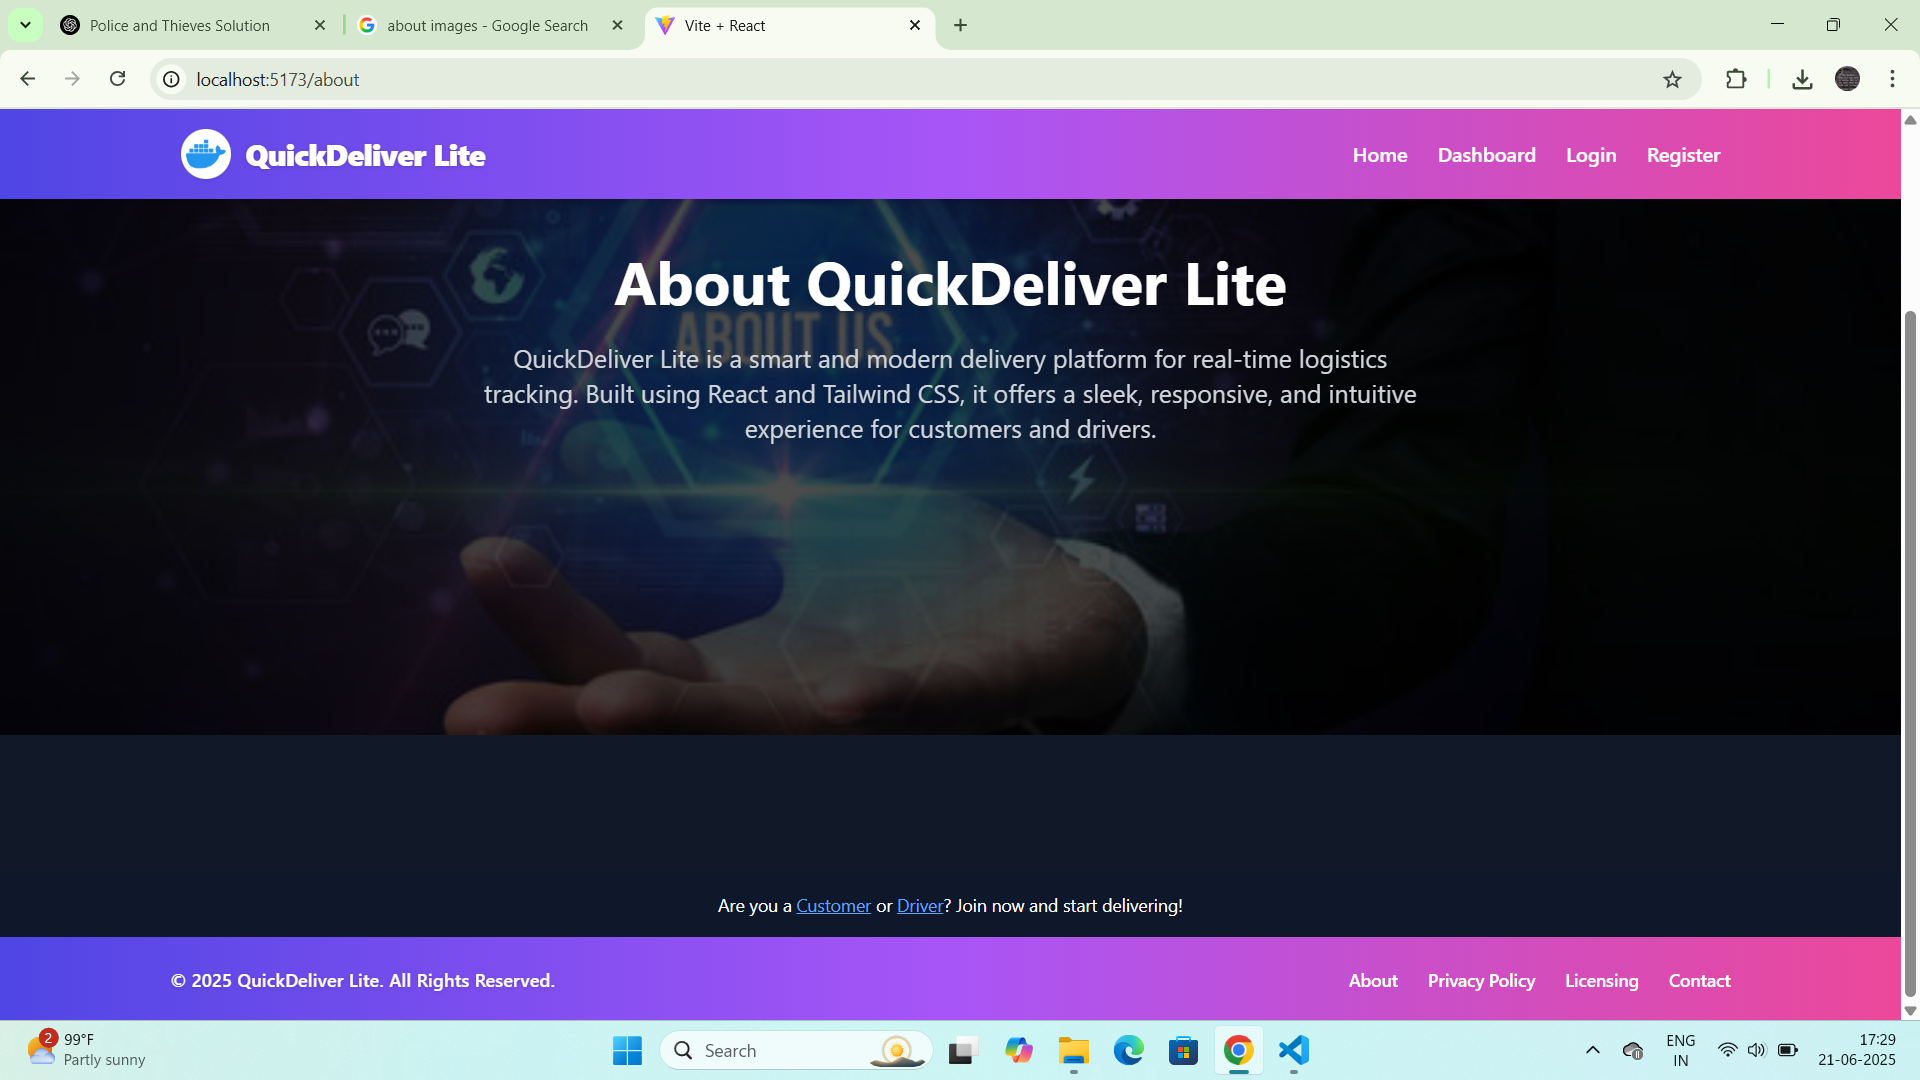 Police and Thieves Solution
about images - Google Search
Vite + React
localhost:5173/about
QuickDeliver Lite
Home
Dashboard
Login
Register
About QuickDeliver Lite
ABOUT US
QuickDeliver Lite is a smart and modern delivery platform for real-time logistics
tracking. Built using React and Tailwind CSS, it offers a sleek, responsive, and intuitive
experience for customers and drivers.
Are you a Customer or Driver? Join now and start delivering!
© 2025 QuickDeliver Lite. All Rights Reserved.
About
Privacy Policy
Licensing
Contact
2
99°F
Partly sunny
Search
ENG
IN
17:29
21-06-2025